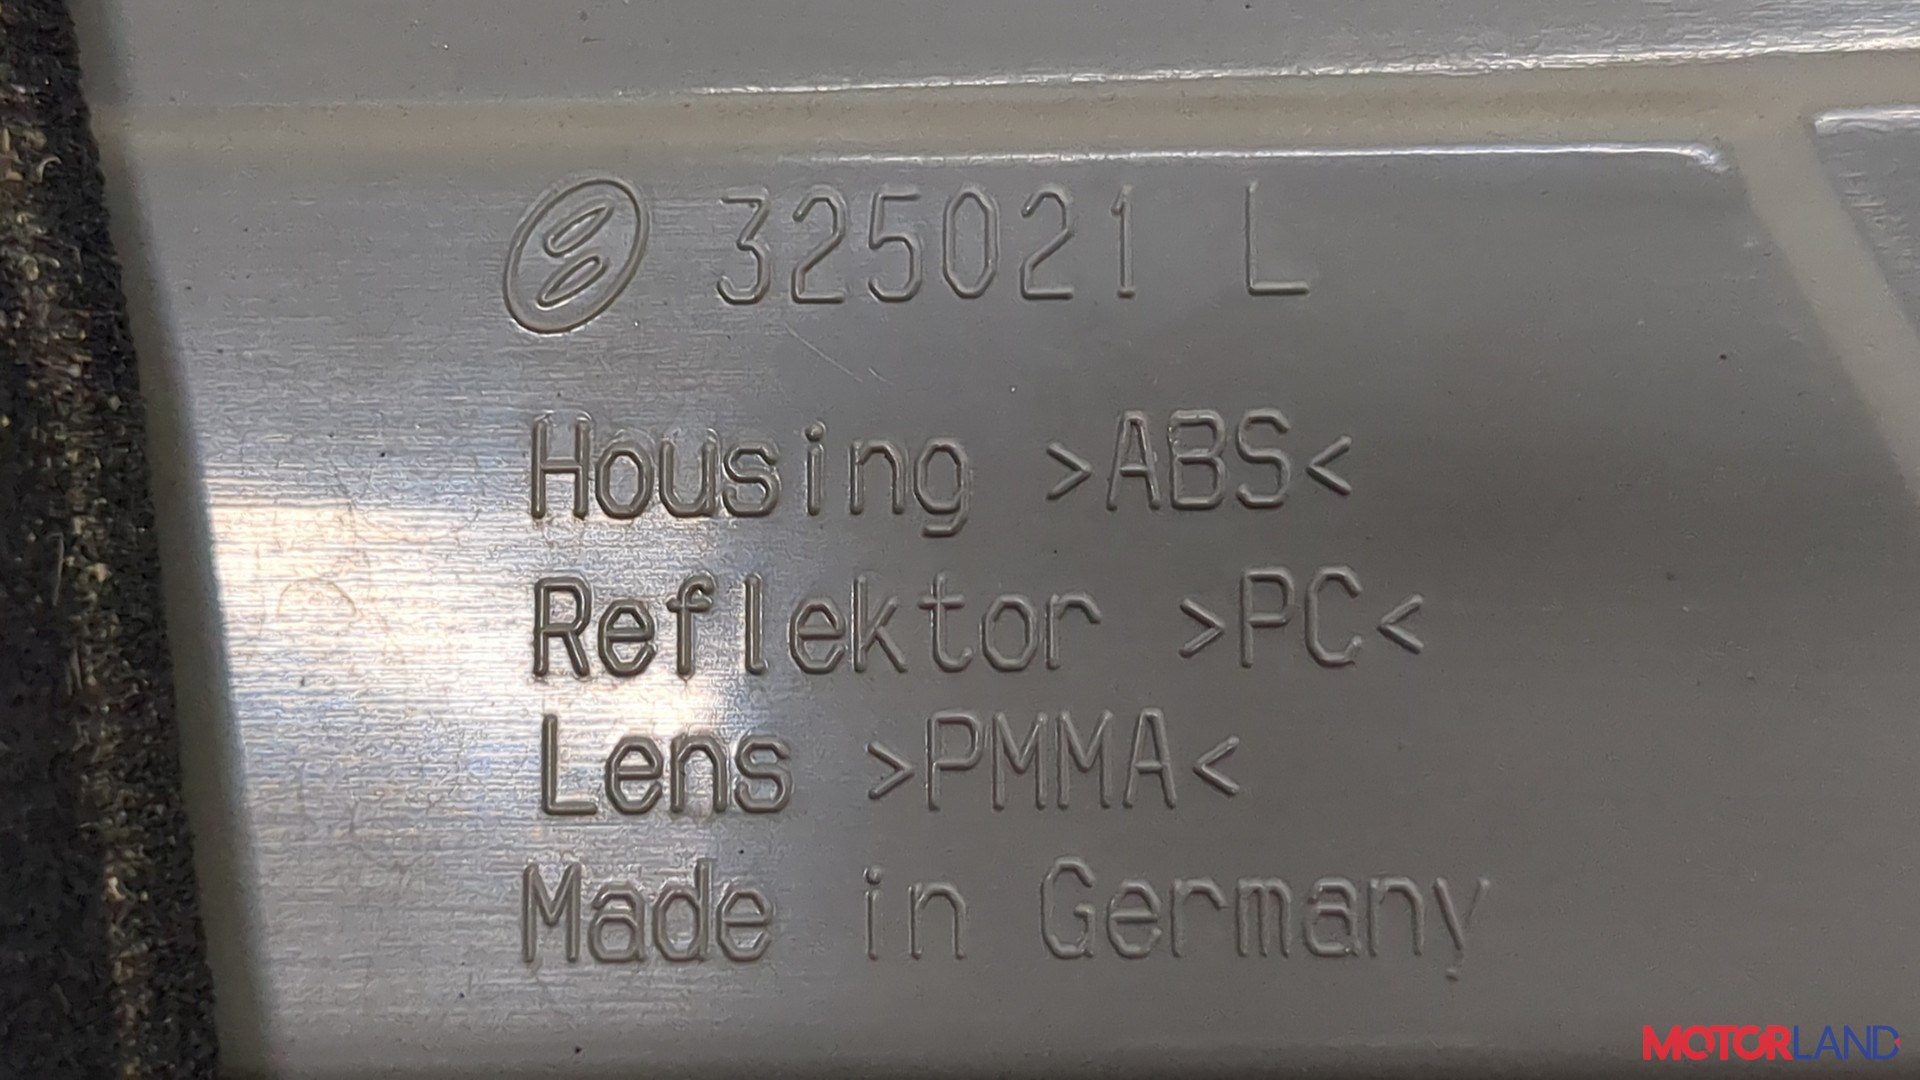 325021 L
Housing >ABS<
Reflektor >PC<
Lens >PMMA<
Made in Germany
MOTORLAND